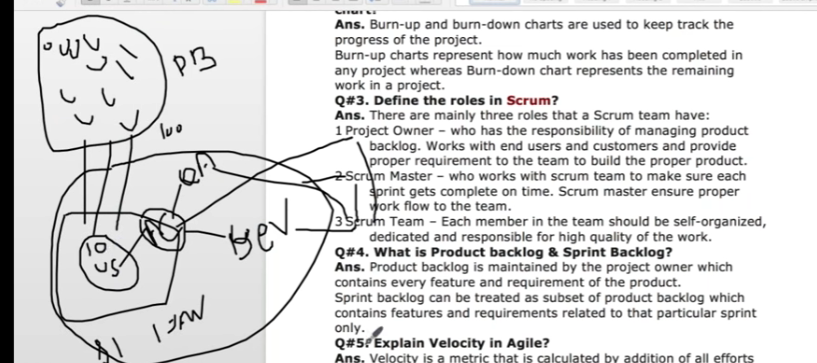 Chart?
Ans. Burn-up and burn-down charts are used to keep track the
progress of the project.
Burn-up charts represent how much work has been completed in
any project whereas Burn-down chart represents the remaining
work in a project.
Q#3. Define the roles in Scrum?
Ans. There are mainly three roles that a Scrum team have:
1 Project Owner – who has the responsibility of managing product
backlog. Works with end users and customers and provide
proper requirement to the team to build the proper product.
2 Scrum Master – who works with scrum team to make sure each
sprint gets complete on time. Scrum master ensure proper
work flow to the team.
3 Scrum Team – Each member in the team should be self-organized,
dedicated and responsible for high quality of the work.
Q#4. What is Product backlog & Sprint Backlog?
Ans. Product backlog is maintained by the project owner which
contains every feature and requirement of the product.
Sprint backlog can be treated as subset of product backlog which
contains features and requirements related to that particular sprint
only.
Q#5. Explain Velocity in Agile?
Ans. Velocity is a metric that is calculated by addition of all efforts
PB
100
QA
Dev
10
US